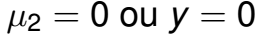 μ₂ = 0 ou y = 0